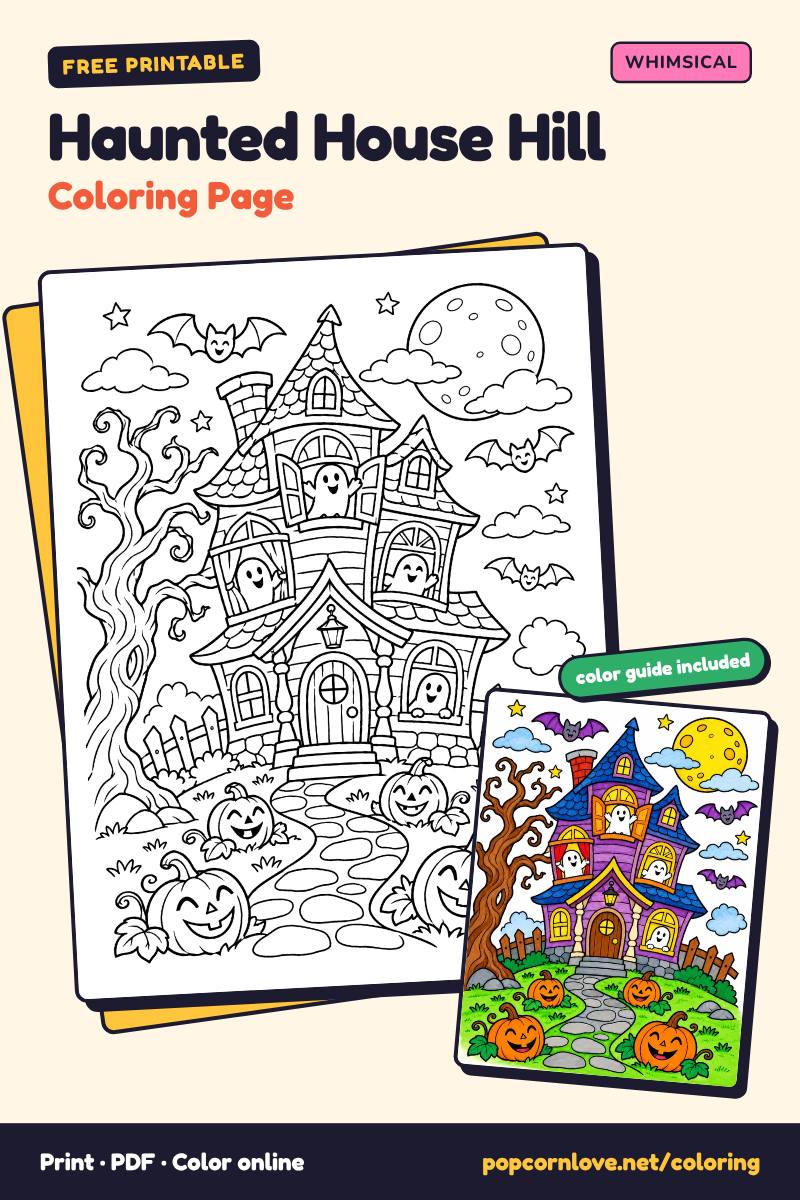 FREE PRINTABLE
WHIMSICAL
Haunted House Hill
Coloring Page
color guide included
Print · PDF · Color online
popcornlove.net/coloring